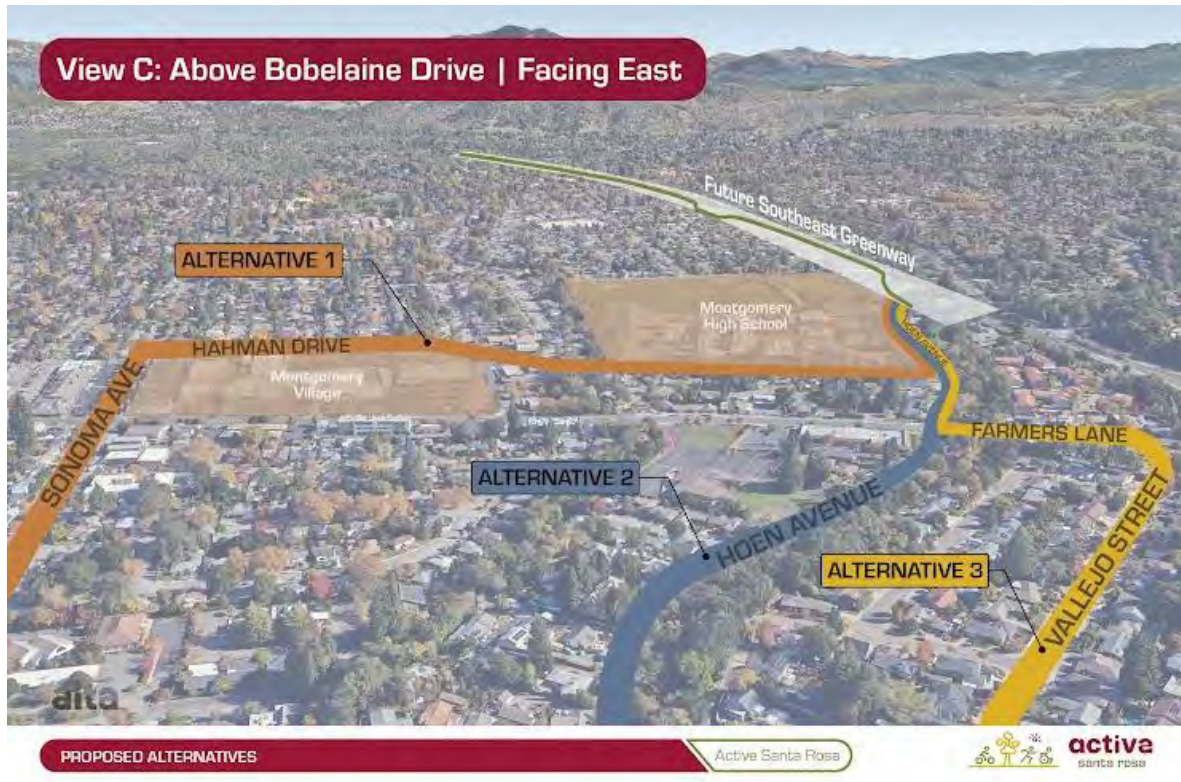 View C: Above Bobelaine Drive | Facing East
Future Southeast Greenway
ALTERNATIVE 1
Montgomery
High School
HAHMAN DRIVE
Montgomery
Village
SONOMA AVE
HOEN AVENUE
FARMERS LANE
ALTERNATIVE 2
HOEN AVENUE
ALTERNATIVE 3
VALLEJO STREET
alta
PROPOSED ALTERNATIVES
Active Santa Rosa
active
santa rosa